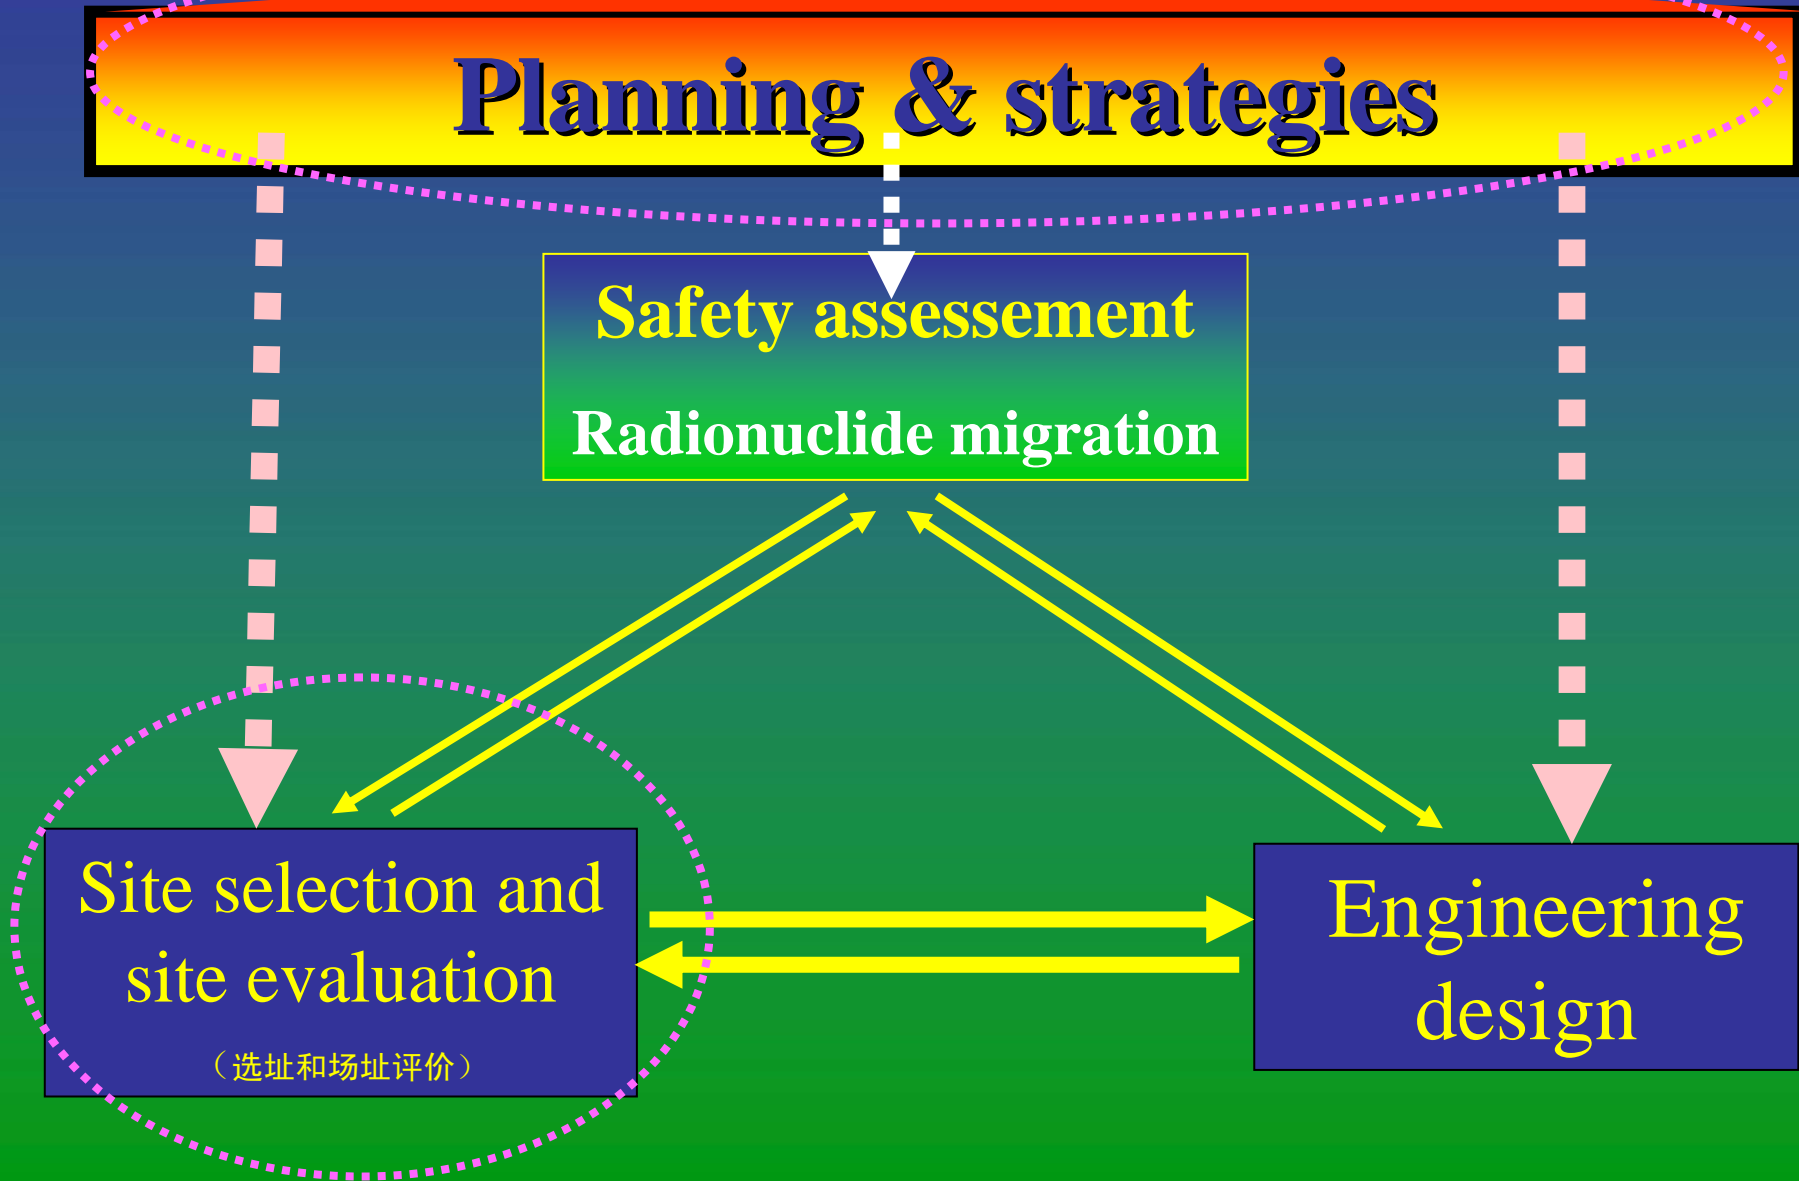 Planning & strategies
Safety assessement
Radionuclide migration
Site selection and
site evaluation
（选址和场址评价）
Engineering
design